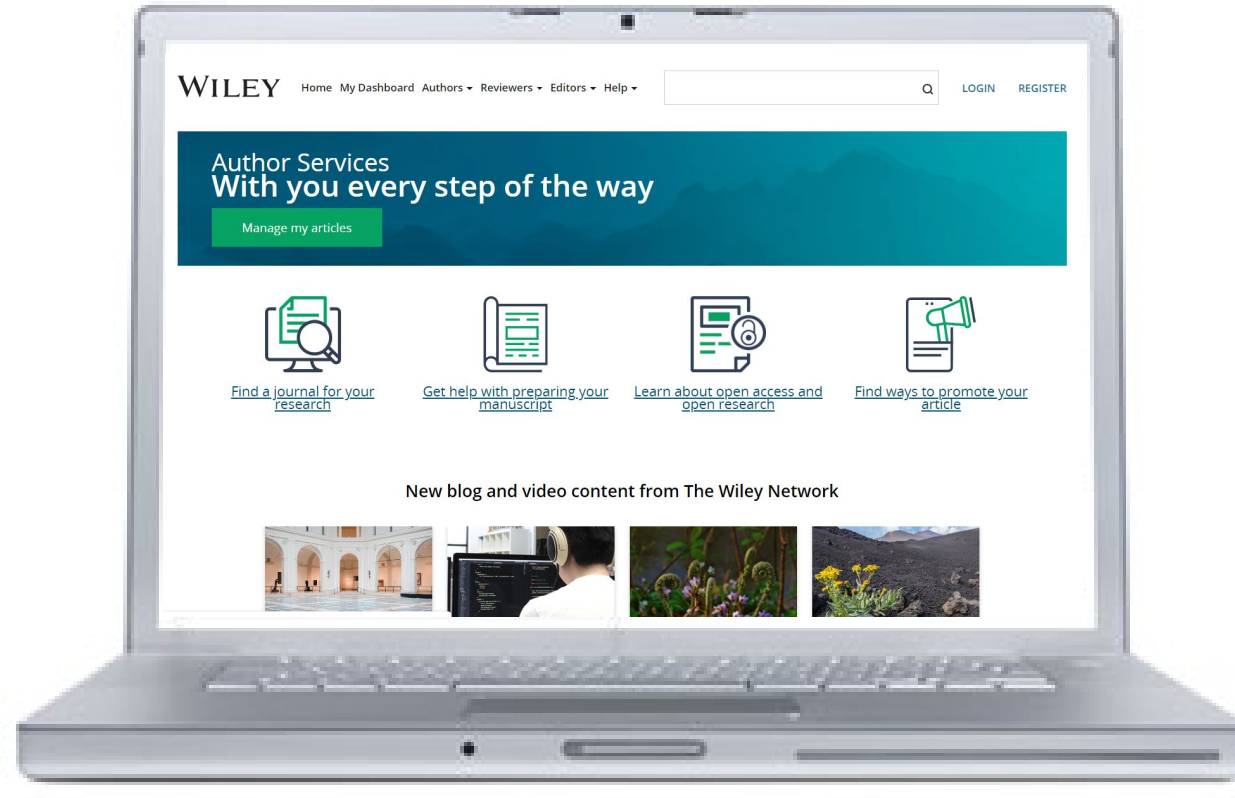 WILEY
Home My Dashboard Authors Reviewers Editors Help
LOGIN REGISTER
Author Services
With you every step of the way
Manage my articles
Find a journal for your
research
Get help with preparing your
manuscript
Learn about open access and
open research
Find ways to promote your
article
New blog and video content from The Wiley Network